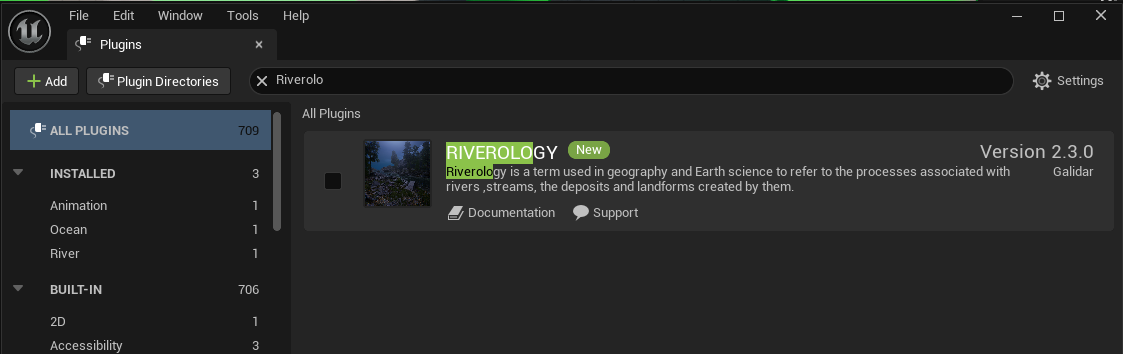 File Edit Window Tools Help
Plugins
Add Plugin Directories Riverolo Settings
ALL PLUGINS 709
INSTALLED 3
Animation 1
Ocean 1
River 1
BUILT-IN 706
2D 1
Accessibility 3
All Plugins
RIVEROLOGY New Version 2.3.0
Riverology is a term used in geography and Earth science to refer to the processes associated with Galidar
rivers ,streams, the deposits and landforms created by them.
Documentation Support